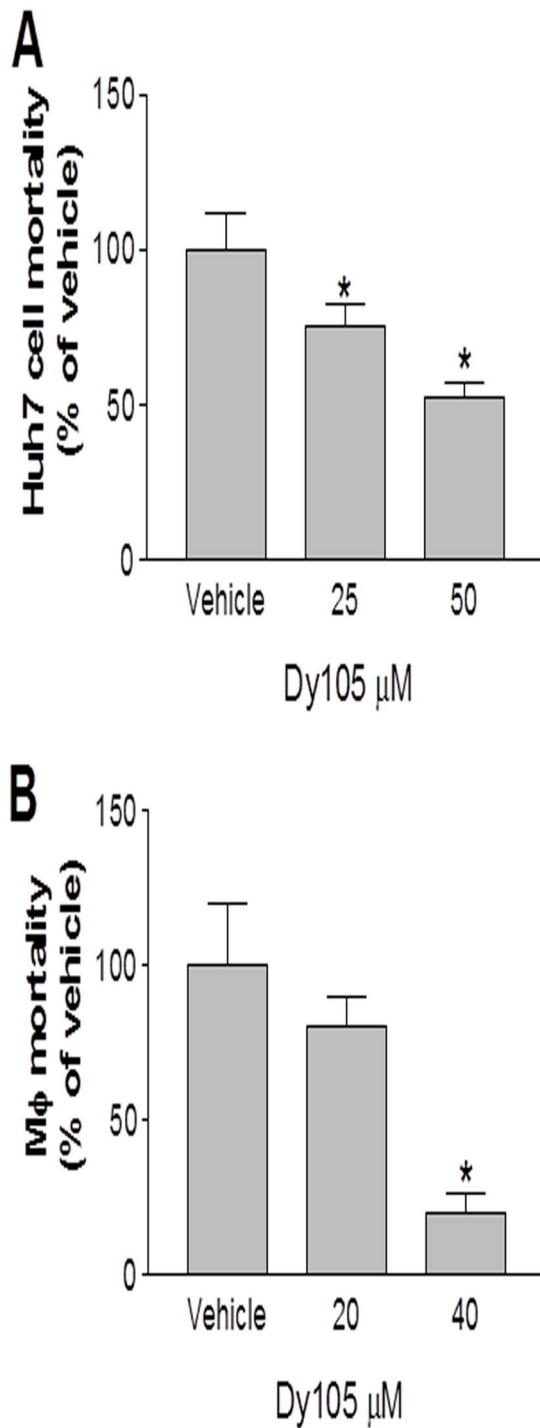 A
Huh7 cell mortality
(% of vehicle)
150
100
50
0
*
*
Vehicle 25 50
Dy105 μM
B
Mφ mortality
(% of vehicle)
150
100
50
0
*
Vehicle 20 40
Dy105 μM